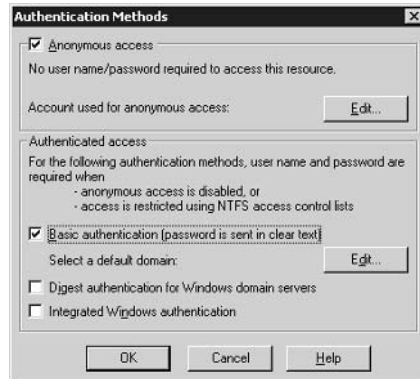 Authentication Methods
Anonymous access
No user name/password required to access this resource.
Account used for anonymous access:
Edit...
Authenticated access
For the following authentication methods, user name and password are
required when
- anonymous access is disabled, or
- access is restricted using NTFS access control lists
Basic authentication (password is sent in clear text)
Select a default domain:
Edit...
Digest authentication for Windows domain servers
Integrated Windows authentication
OK
Cancel
Help